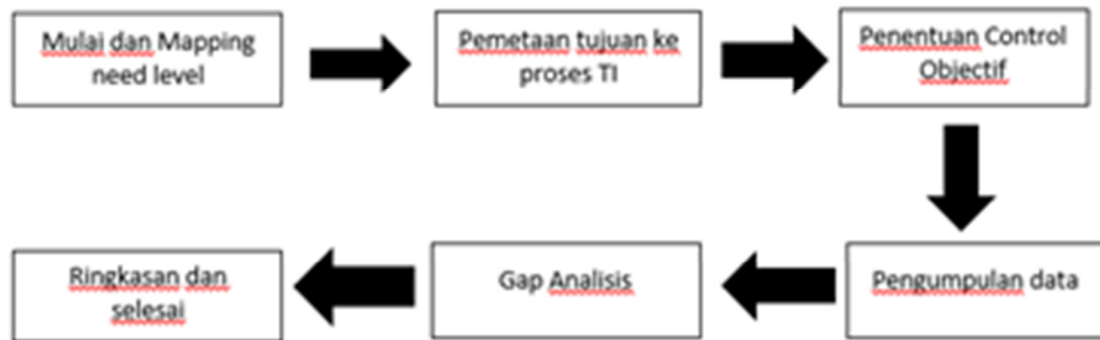 Mulai dan Mapping
need level
Pemetaan tujuan ke
proses TI
Penentuan Control
Objectif
Pengumpulan data
Gap Analisis
Ringkasan dan
selesai